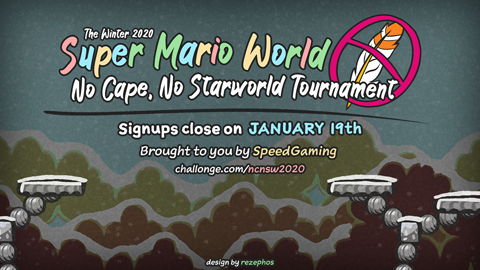 The Winter 2020
Super Mario World
No Cape, No Starworld Tournament
Signups close on JANUARY 19th
Brought to you by SpeedGaming
challonge.com/ncnsw2020
design by rezephos